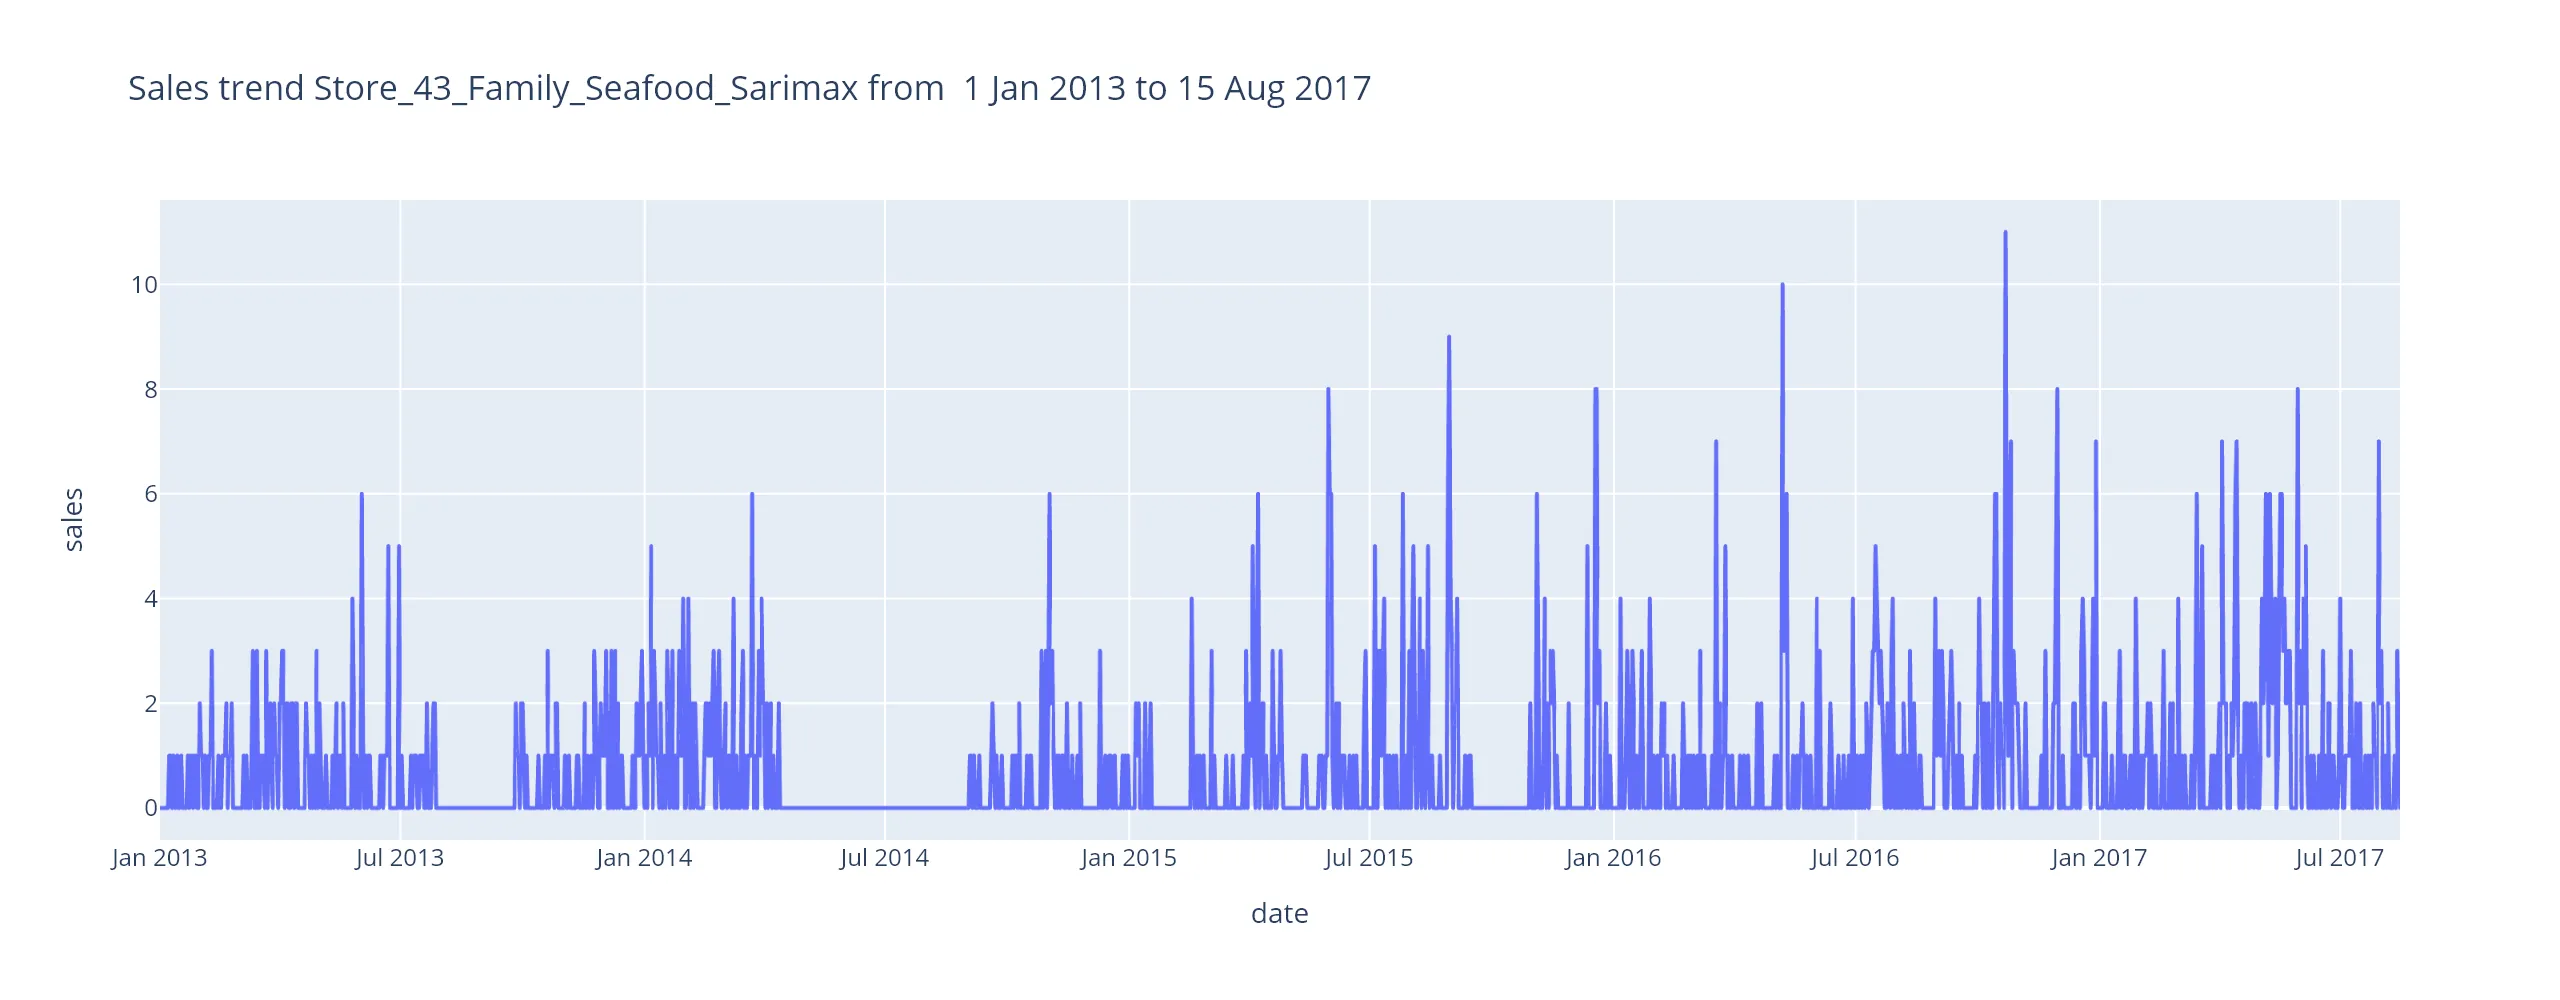 Sales trend Store_43_Family_Seafood_Sarimax from  1 Jan 2013 to 15 Aug 2017
10
8
6
4
2
0
sales
Jan 2013 Jul 2013 Jan 2014 Jul 2014 Jan 2015 Jul 2015 Jan 2016 Jul 2016 Jan 2017 Jul 2017
date